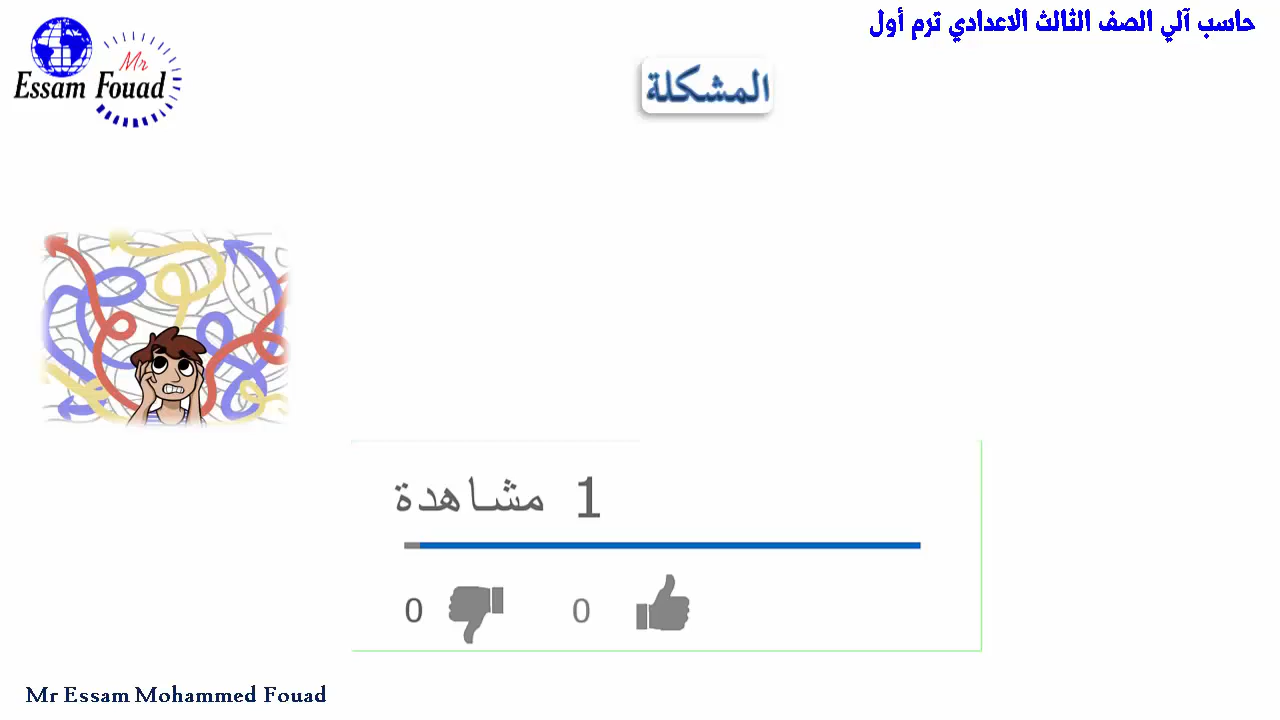 حاسب آلي الصف الثالث الاعدادي ترم أول
Mr
Essam Fouad
المشكلة
1 مشاهدة
0 0
Mr Essam Mohammed Fouad